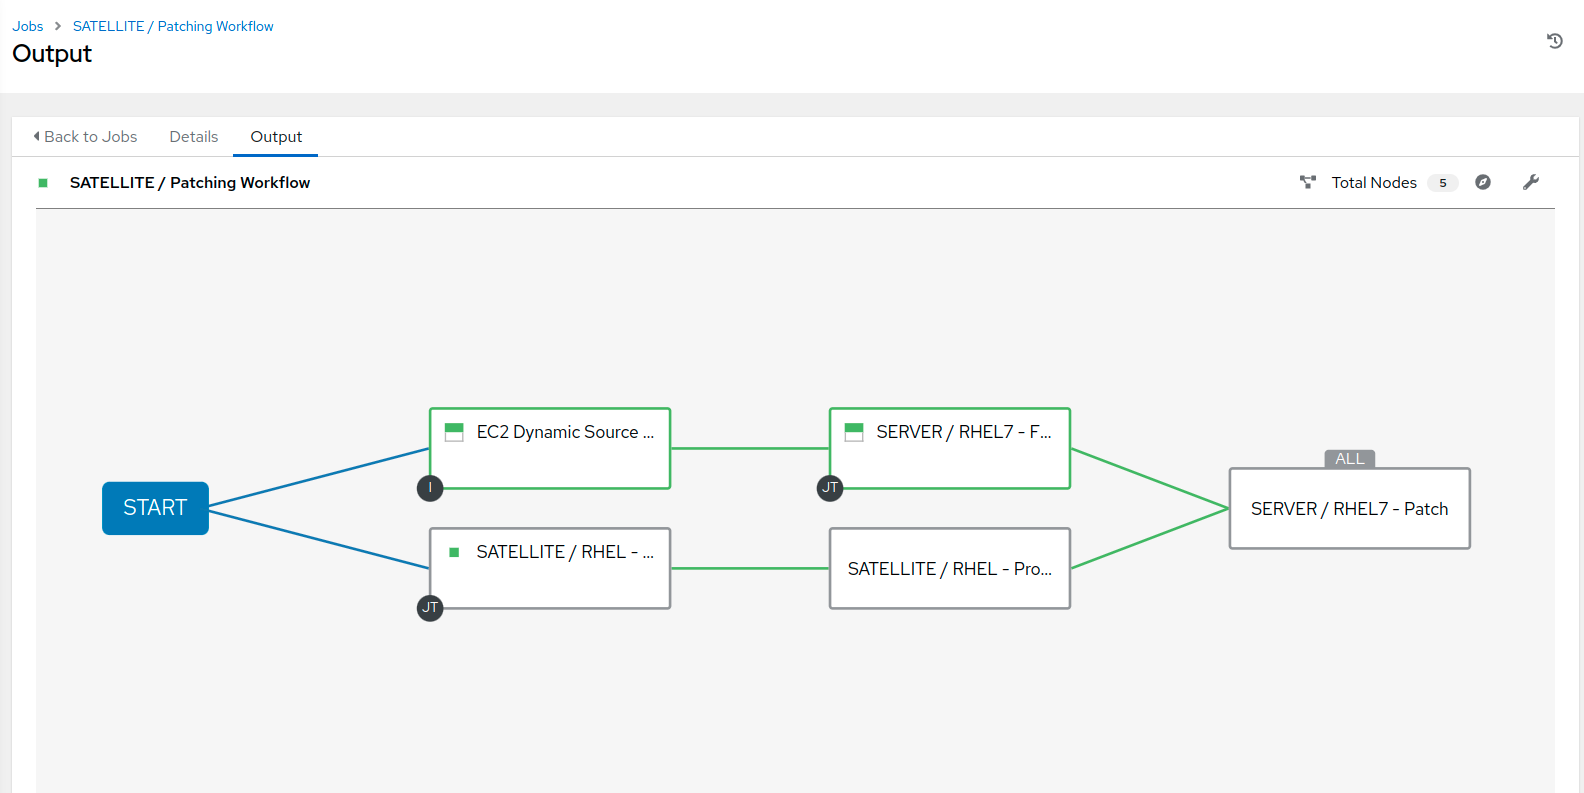 Jobs > SATELLITE / Patching Workflow
Output
Back to Jobs Details Output
SATELLITE / Patching Workflow Total Nodes 5
START
EC2 Dynamic Source ...
I
SERVER / RHEL7 - F...
JT
SATELLITE / RHEL - ...
JT
SATELLITE / RHEL - Pro...
ALL
SERVER / RHEL7 - Patch